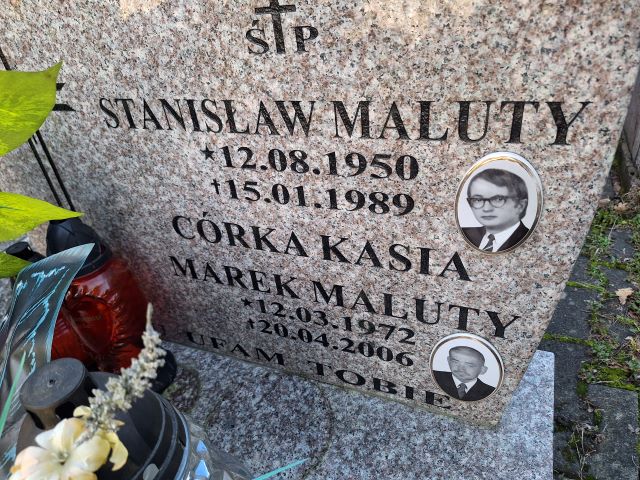 Ś P
STANISŁAW MALUTY
*12.08.1950
†15.01.1989
CÓRKA KASIA
MAREK MALUTY
*12.03.1972
†20.04.2006
UFAM TOBIE